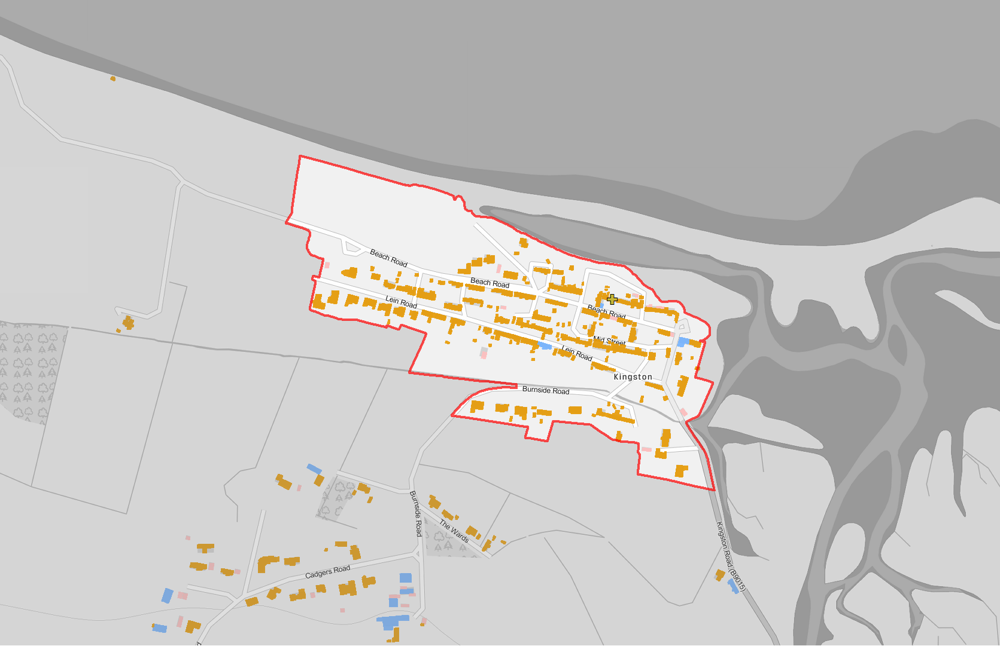 Beach Road
Beach Road
Lein Road
Beach Road
Mid Street
Lein Road
Kingston
Burnside Road
Burnside Road
The Wards
Kingston Road (B9015)
Cadgers Road